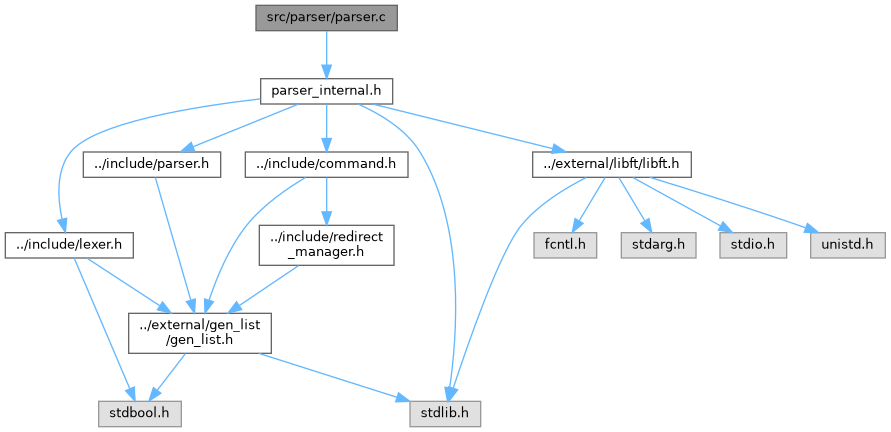 src/parser/parser.c
parser_internal.h
../include/parser.h
../include/command.h
../external/libft/libft.h
../include/lexer.h
../include/redirect
_manager.h
fcntl.h
stdarg.h
stdio.h
unistd.h
../external/gen_list
/gen_list.h
stdbool.h
stdlib.h